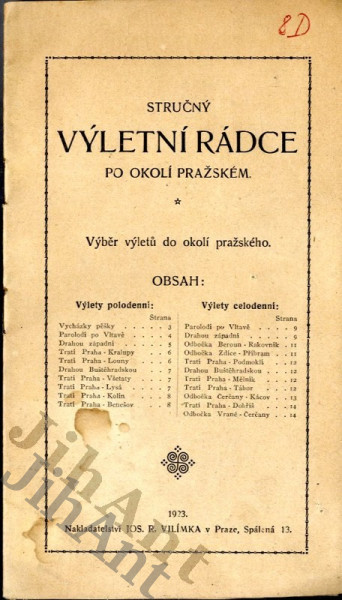 8D
STRUČNÝ
VÝLETNÍ RÁDCE
PO OKOLÍ PRAŽSKÉM.
Výběr výletů do okolí pražského.
OBSAH:
Výlety polodenní:
Strana
Vycházky pěšky . . . . 3
Parolodí po Vltavě . . . . 4
Drahou západní . . . . 5
Tratí Praha-Kralupy . . . 6
Tratí Praha-Louny . . . . 6
Drahou Buštěhradskou . . 7
Tratí Praha-Všetaty . . . 7
Tratí Praha-Lysá . . . . 7
Tratí Praha-Kolín . . . . 8
Tratí Praha-Benešov . . . 8
Výlety celodenní:
Strana
Parolodí po Vltavě . . . . 9
Drahou západní . . . . 9
Odbočka Beroun-Rakovník . 11
Odbočka Zdice-Příbram . . 11
Tratí Praha-Podmoklí . . . 12
Drahou Buštěhradskou . . 12
Tratí Praha-Mělník . . . 12
Tratí Praha-Tábor . . . . 12
Odbočka Čerčany-Kácov . . 13
Tratí Praha-Dobříš . . . . 14
Odbočka Vrané-Čerčany . . 14
1923.
Nakladatelství JOS. R. VILÍMKA v Praze, Spálená 13.
JihAnt
JihAnt